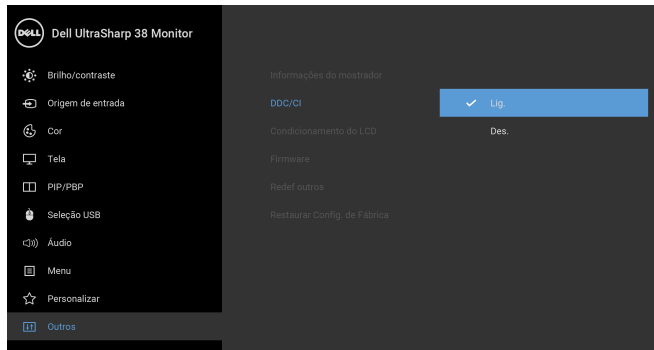 DELL Dell UltraSharp 38 Monitor
Brilho/contraste
Origem de entrada
Cor
Tela
PIP/PBP
Seleção USB
Áudio
Menu
Personalizar
Outros
Informações do mostrador
DDC/CI
Condicionamento do LCD
Firmware
Redef outros
Restaurar Config. de Fábrica
Lig.
Des.